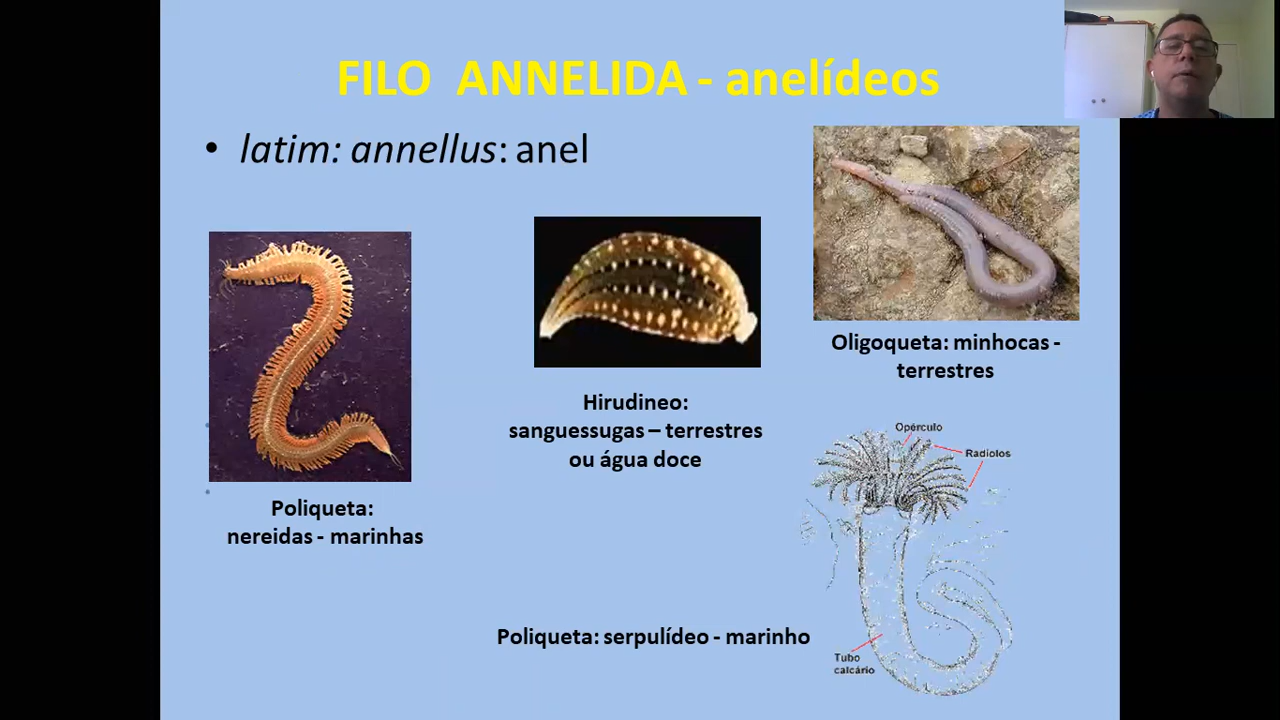 FILO ANNELIDA - anelídeos
• latim: annellus: anel
Oligoqueta: minhocas -
terrestres
Hirudineo:
sanguessugas – terrestres
ou água doce
Poliqueta:
nereidas - marinhas
Opérculo
Radíolos
Poliqueta: serpulídeo - marinho
Tubo
calcário